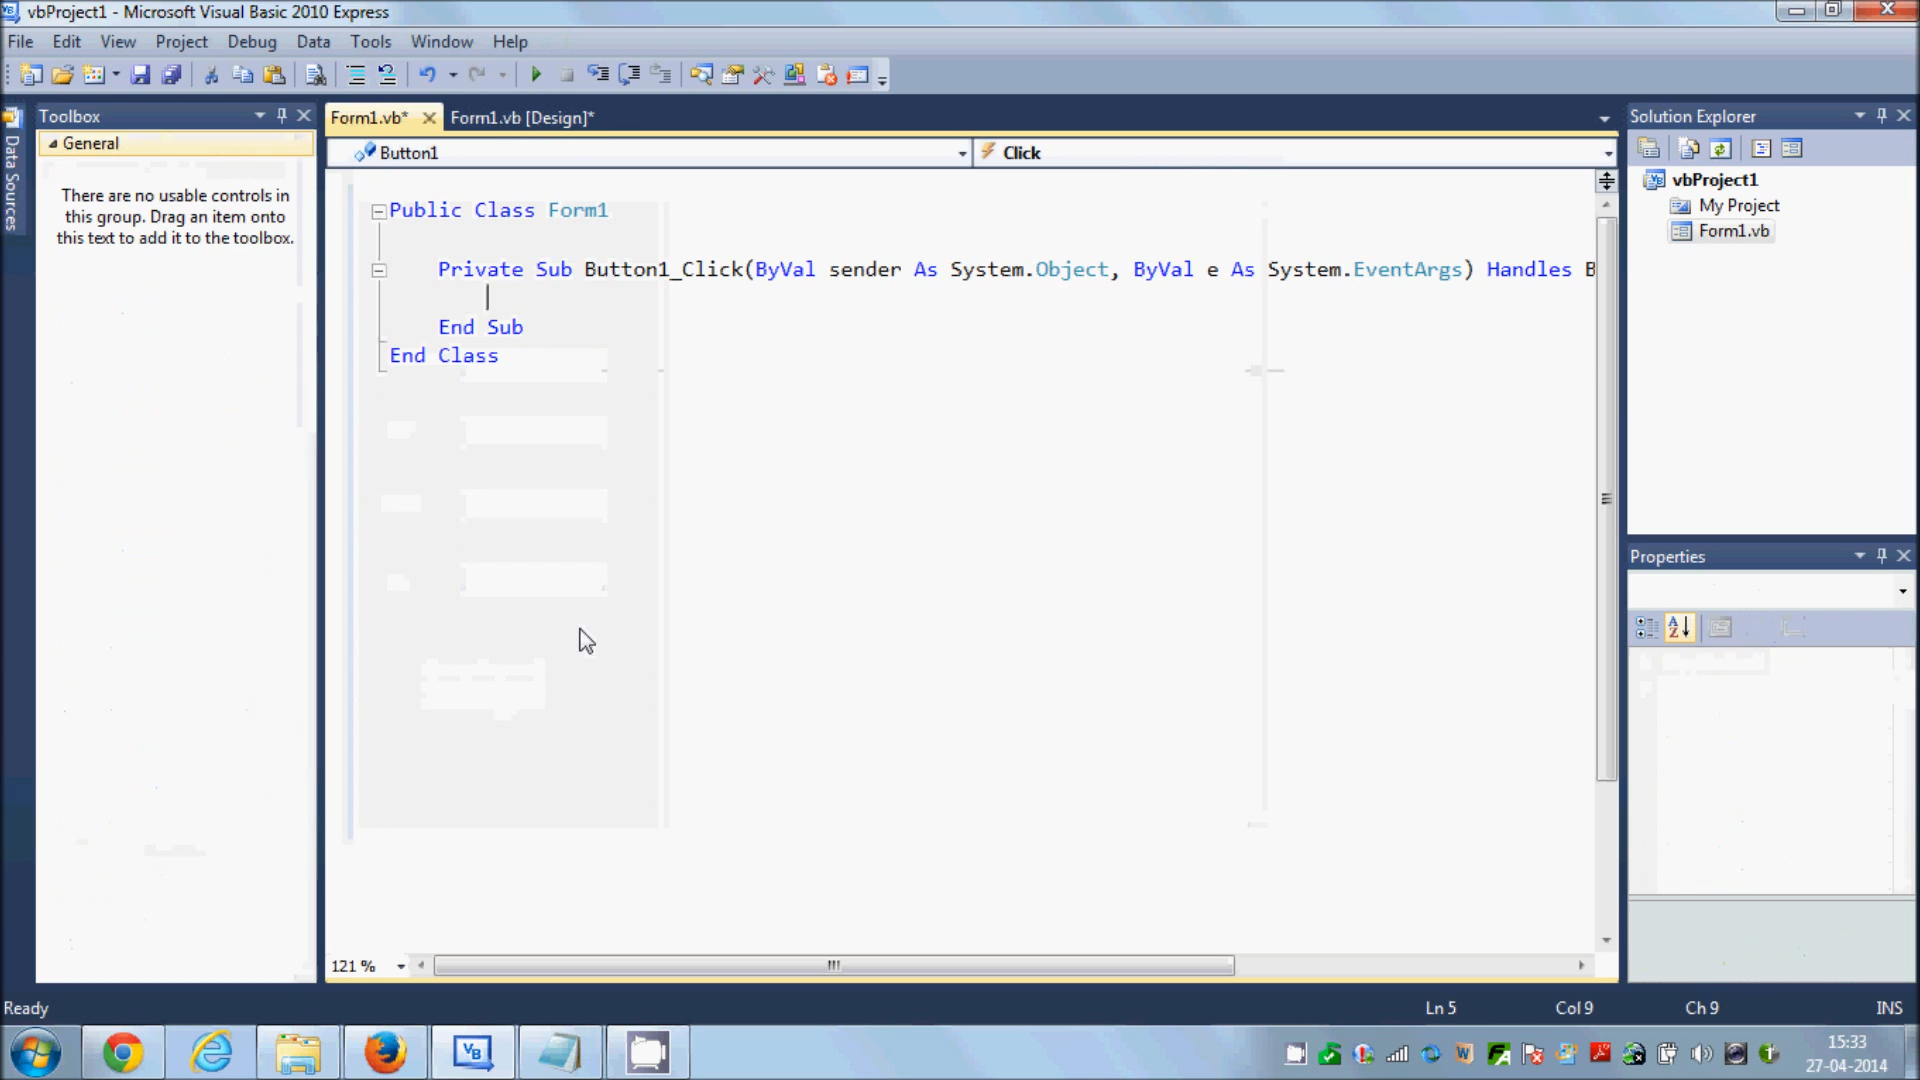 vbProject1 - Microsoft Visual Basic 2010 Express
File Edit View Project Debug Data Tools Window Help
Data Sources
Toolbox
General
There are no usable controls in
this group. Drag an item onto
this text to add it to the toolbox.
Form1.vb*
Form1.vb [Design]*
Button1
Click
Public Class Form1
Private Sub Button1_Click(ByVal sender As System.Object, ByVal e As System.EventArgs) Handles B
End Sub
End Class
121 %
Solution Explorer
vbProject1
My Project
Form1.vb
Properties
Ready
Ln 5
Col 9
Ch 9
INS
15:33
27-04-2014